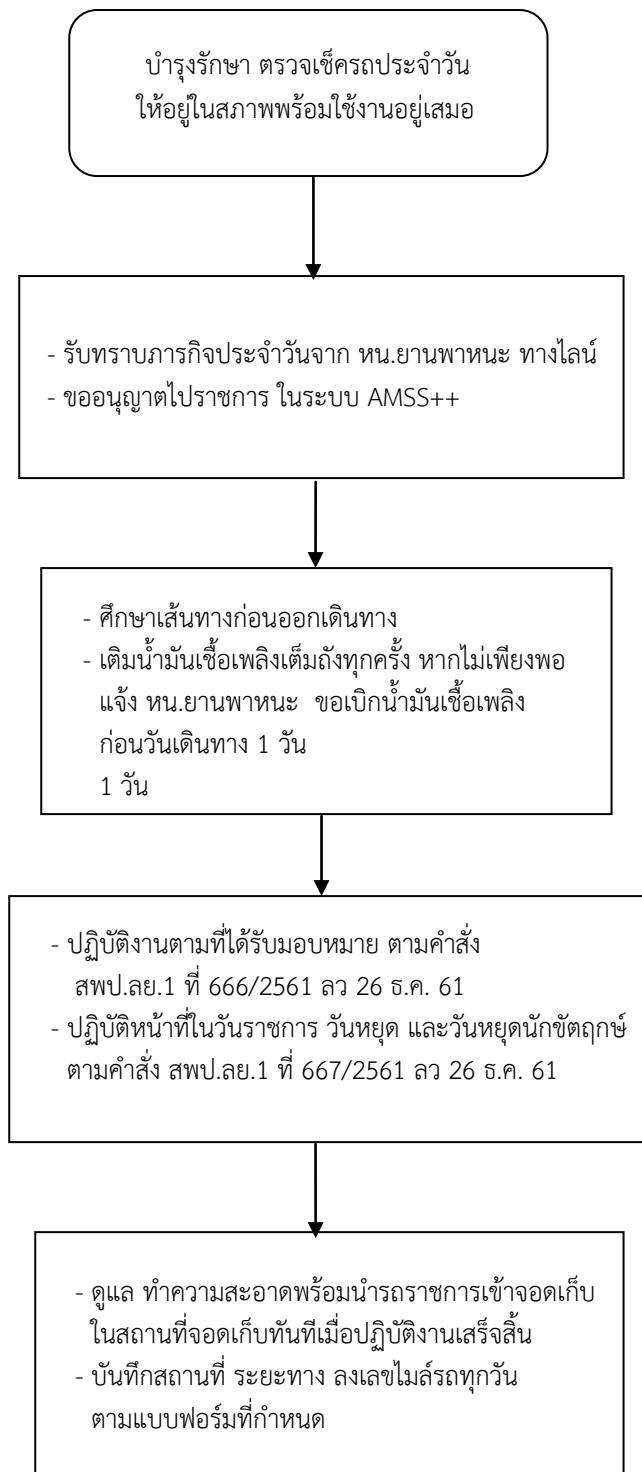 บำรุงรักษา ตรวจเช็ครถประจำวัน
ให้อยู่ในสภาพพร้อมใช้งานอยู่เสมอ
- รับทราบภารกิจประจำวันจาก หน.ยานพาหนะ ทางไลน์
- ขออนุญาตไปราชการ ในระบบ AMSS++
- ศึกษาเส้นทางก่อนออกเดินทาง
- เติมน้ำมันเชื้อเพลิงเต็มถังทุกครั้ง หากไม่เพียงพอ
แจ้ง หน.ยานพาหนะ ขอเบิกน้ำมันเชื้อเพลิง
ก่อนวันเดินทาง 1 วัน
1 วัน
- ปฏิบัติงานตามที่ได้รับมอบหมาย ตามคำสั่ง
สพป.ลย.1 ที่ 666/2561 ลว 26 ธ.ค. 61
- ปฏิบัติหน้าที่ในวันราชการ วันหยุด และวันหยุดนักขัตฤกษ์
ตามคำสั่ง สพป.ลย.1 ที่ 667/2561 ลว 26 ธ.ค. 61
- ดูแล ทำความสะอาดพร้อมนำรถราชการเข้าจอดเก็บ
ในสถานที่จอดเก็บทันทีเมื่อปฏิบัติงานเสร็จสิ้น
- บันทึกสถานที่ ระยะทาง ลงเลขไมล์รถทุกวัน
ตามแบบฟอร์มที่กำหนด